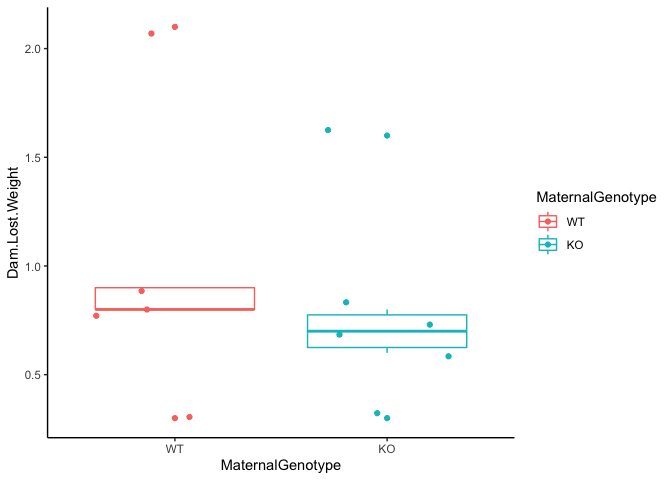 2.0
1.5
1.0
0.5
Dam.Lost.Weight
WT
KO
MaternalGenotype
MaternalGenotype
WT
KO